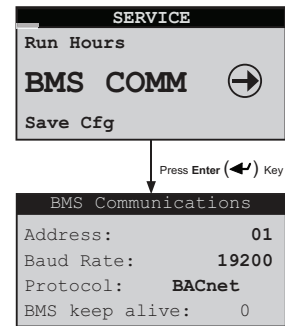 SERVICE
Run Hours
BMS COMM
Save Cfg
Press Enter (↵) Key
BMS Communications
Address: 01
Baud Rate: 19200
Protocol: BACnet
BMS keep alive: 0